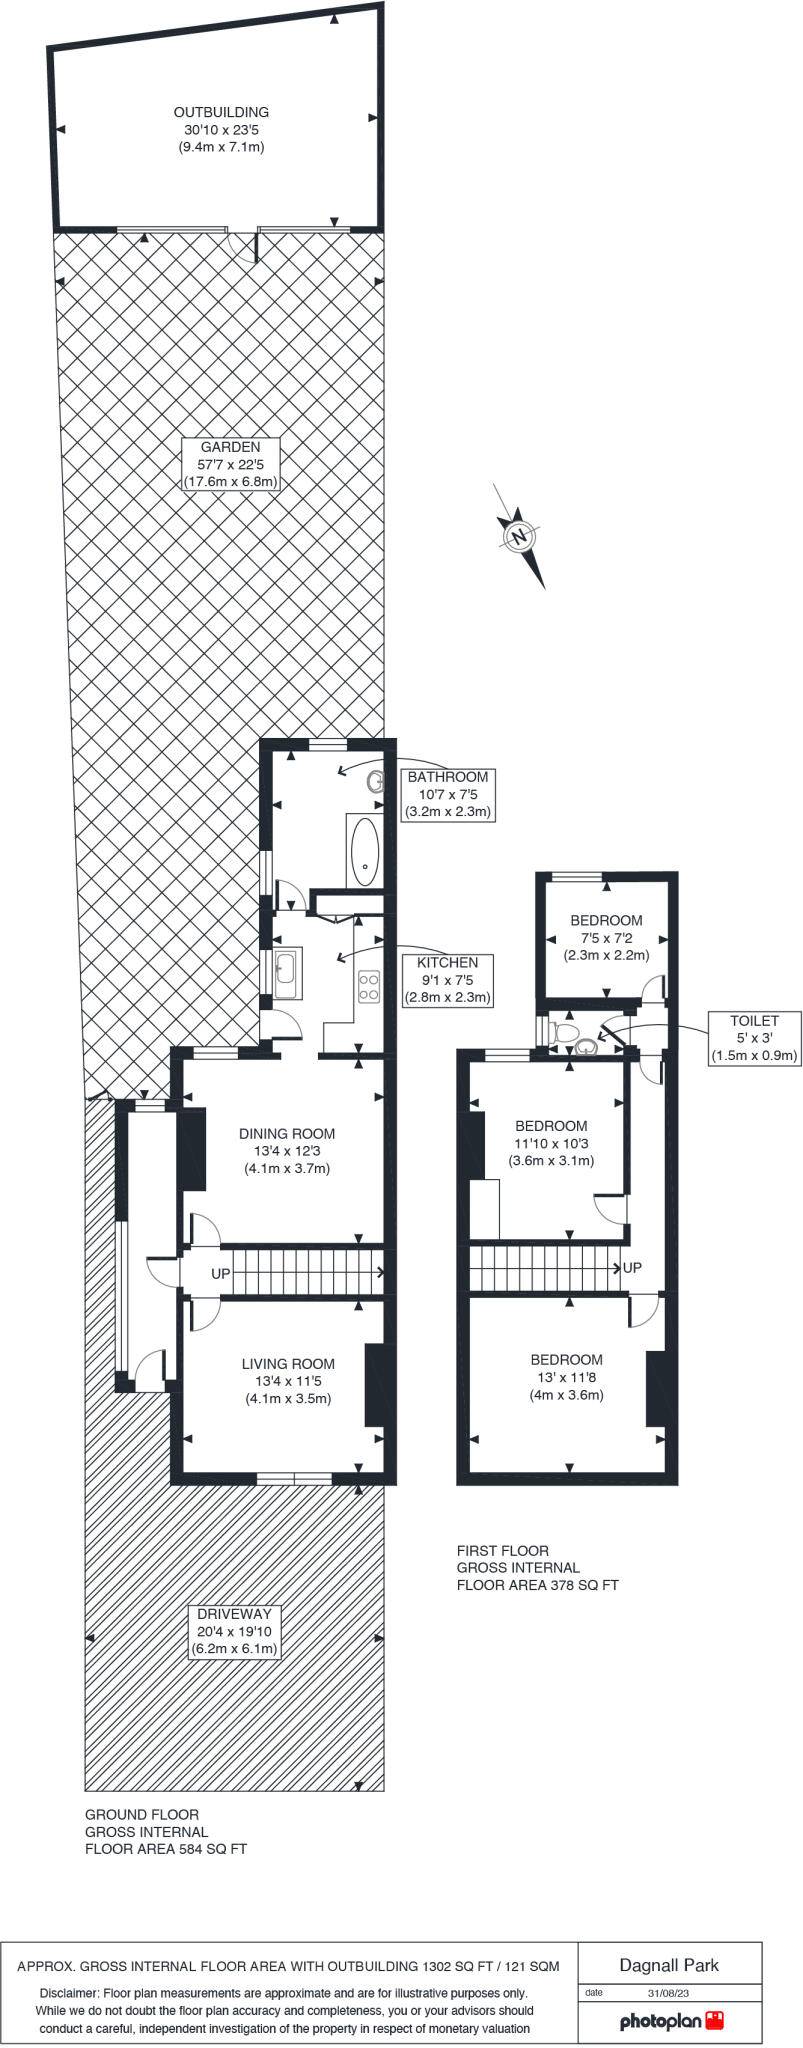 OUTBUILDING
30'10 x 23'5
(9.4m x 7.1m)
GARDEN
57'7 x 22'5
(17.6m x 6.8m)
N
BATHROOM
10'7 x 7'5
(3.2m x 2.3m)
KITCHEN
9'1 x 7'5
(2.8m x 2.3m)
BEDROOM
7'5 x 7'2
(2.3m x 2.2m)
TOILET
5' x 3'
(1.5m x 0.9m)
DINING ROOM
13'4 x 12'3
(4.1m x 3.7m)
BEDROOM
11'10 x 10'3
(3.6m x 3.1m)
UP
UP
LIVING ROOM
13'4 x 11'5
(4.1m x 3.5m)
BEDROOM
13' x 11'8
(4m x 3.6m)
FIRST FLOOR
GROSS INTERNAL
FLOOR AREA 378 SQ FT
DRIVEWAY
20'4 x 19'10
(6.2m x 6.1m)
GROUND FLOOR
GROSS INTERNAL
FLOOR AREA 584 SQ FT
APPROX. GROSS INTERNAL FLOOR AREA WITH OUTBUILDING 1302 SQ FT / 121 SQM
Disclaimer: Floor plan measurements are approximate and are for illustrative purposes only.
While we do not doubt the floor plan accuracy and completeness, you or your advisors should
conduct a careful, independent investigation of the property in respect of monetary valuation
Dagnall Park
date 31/08/23
photoplan